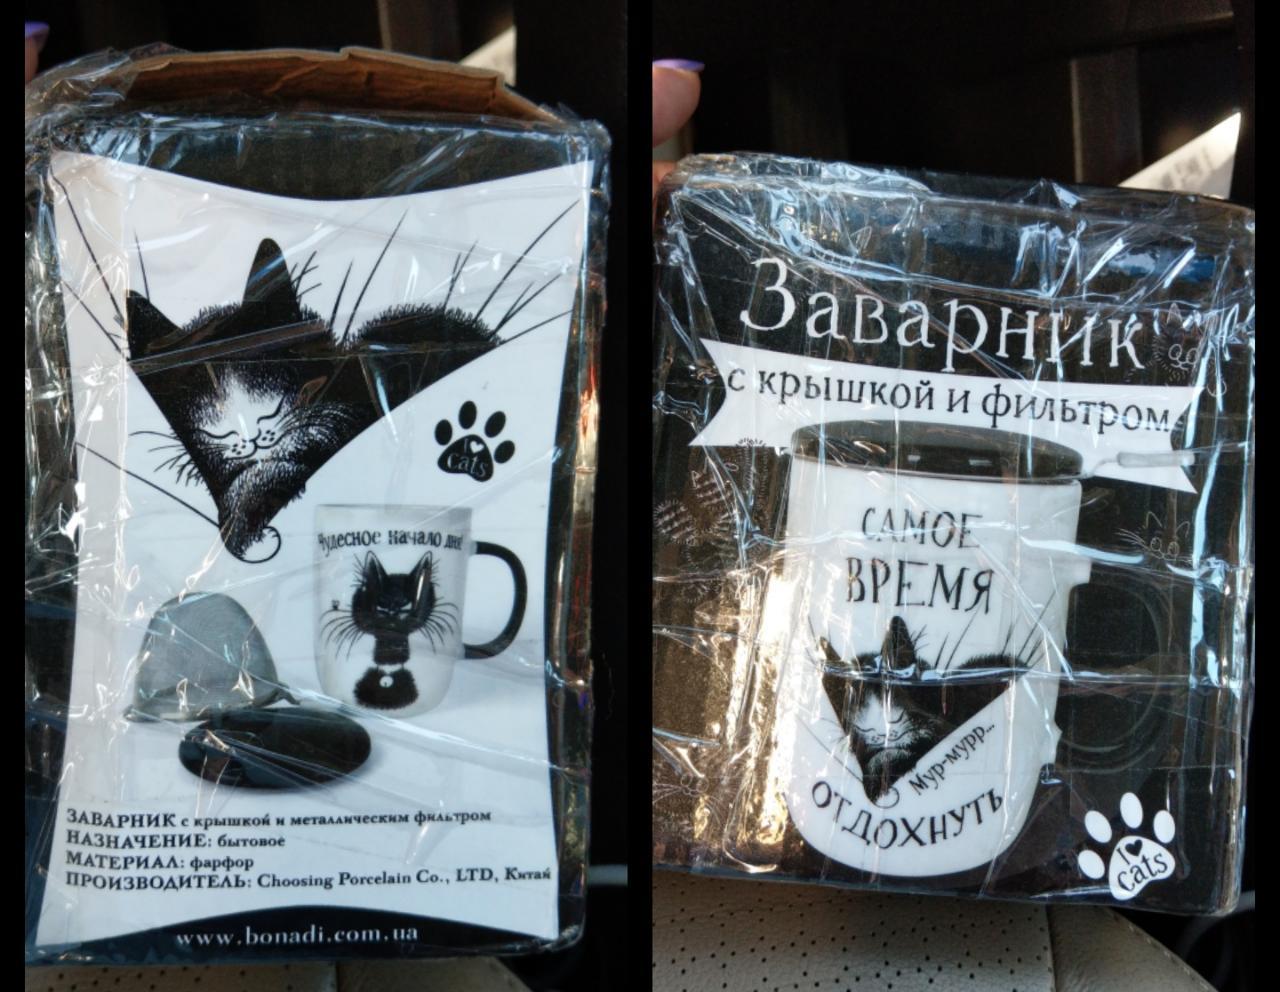 I ♥
cats
Чудесное начало дня!
ЗАВАРНИК с крышкой и металлическим фильтром
НАЗНАЧЕНИЕ: бытовое
МАТЕРИАЛ: фарфор
ПРОИЗВОДИТЕЛЬ: Choosing Porcelain Co., LTD, Китай
www.bonadi.com.ua
Заварник
с крышкой и фильтром
САМОЕ
ВРЕМЯ
Мур-мурр...
ОТДОХНУТЬ
I ♥
cats